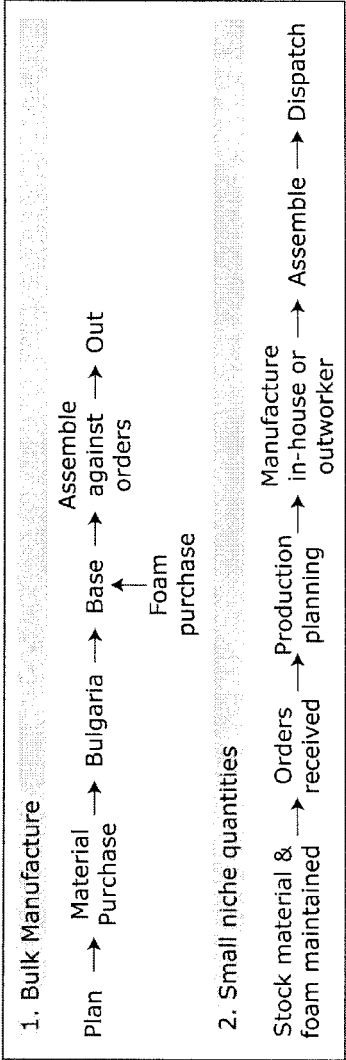 1. Bulk Manufacture
Plan → Material Purchase → Bulgaria → Base → Assemble against orders → Out
Foam purchase
2. Small niche quantities
Stock material & foam maintained → Orders received → Production planning → Manufacture in-house or outworker → Assemble → Dispatch